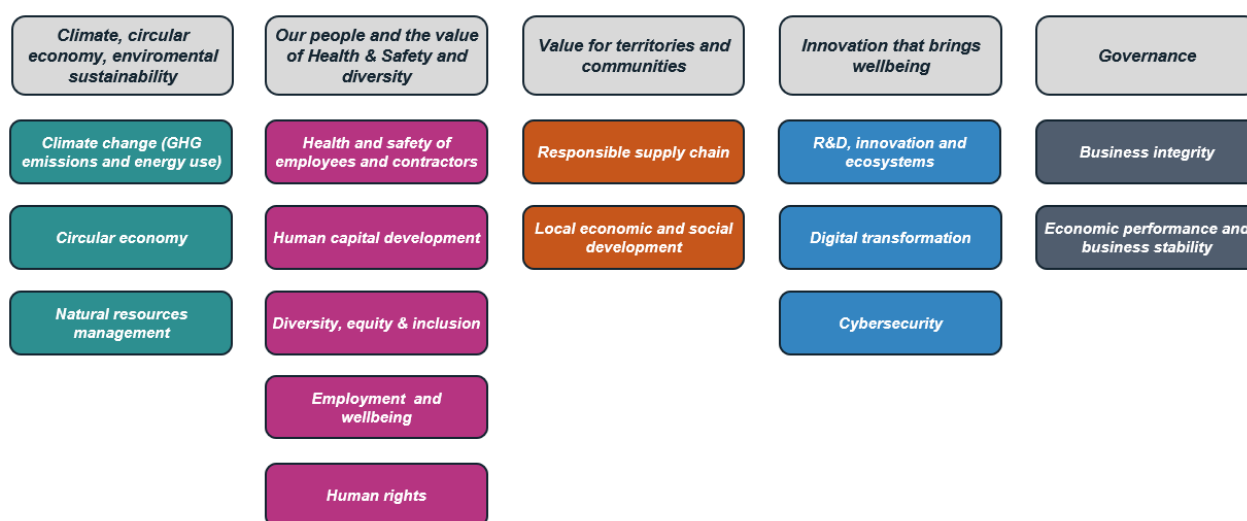 Climate, circular
economy, enviromental
sustainability
Our people and the value
of Health & Safety and
diversity
Value for territories and
communities
Innovation that brings
wellbeing
Governance
Climate change (GHG
emissions and energy use)
Health and safety of
employees and contractors
Responsible supply chain
R&D, innovation and
ecosystems
Business integrity
Circular economy
Human capital development
Local economic and social
development
Digital transformation
Economic performance and
business stability
Natural resources
management
Diversity, equity & inclusion
Cybersecurity
Employment and
wellbeing
Human rights